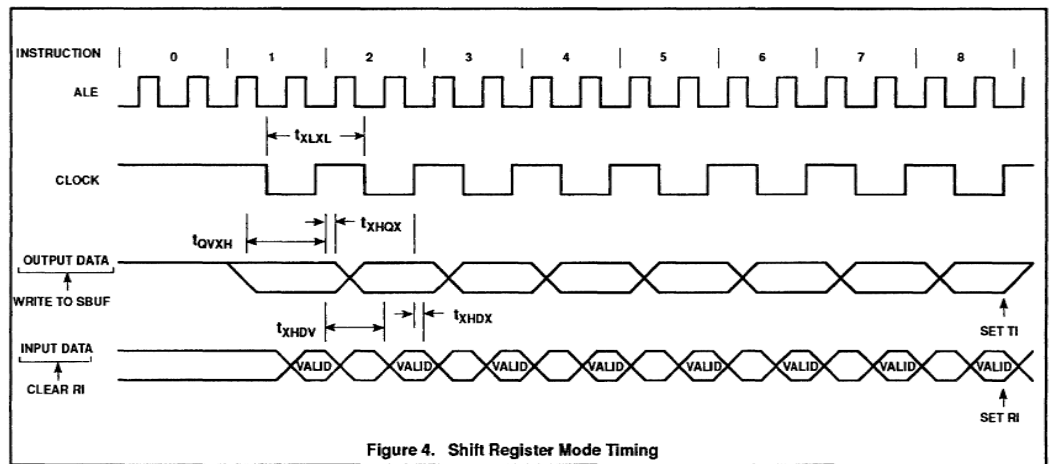 INSTRUCTION | 0 | 1 | 2 | 3 | 4 | 5 | 6 | 7 | 8 |
ALE
tXLXL
CLOCK
tQVXH
tXHQX
OUTPUT DATA
WRITE TO SBUF
SET TI
tXHDV
tXHDX
INPUT DATA
VALID VALID VALID VALID VALID VALID VALID VALID
CLEAR RI
SET RI
Figure 4. Shift Register Mode Timing